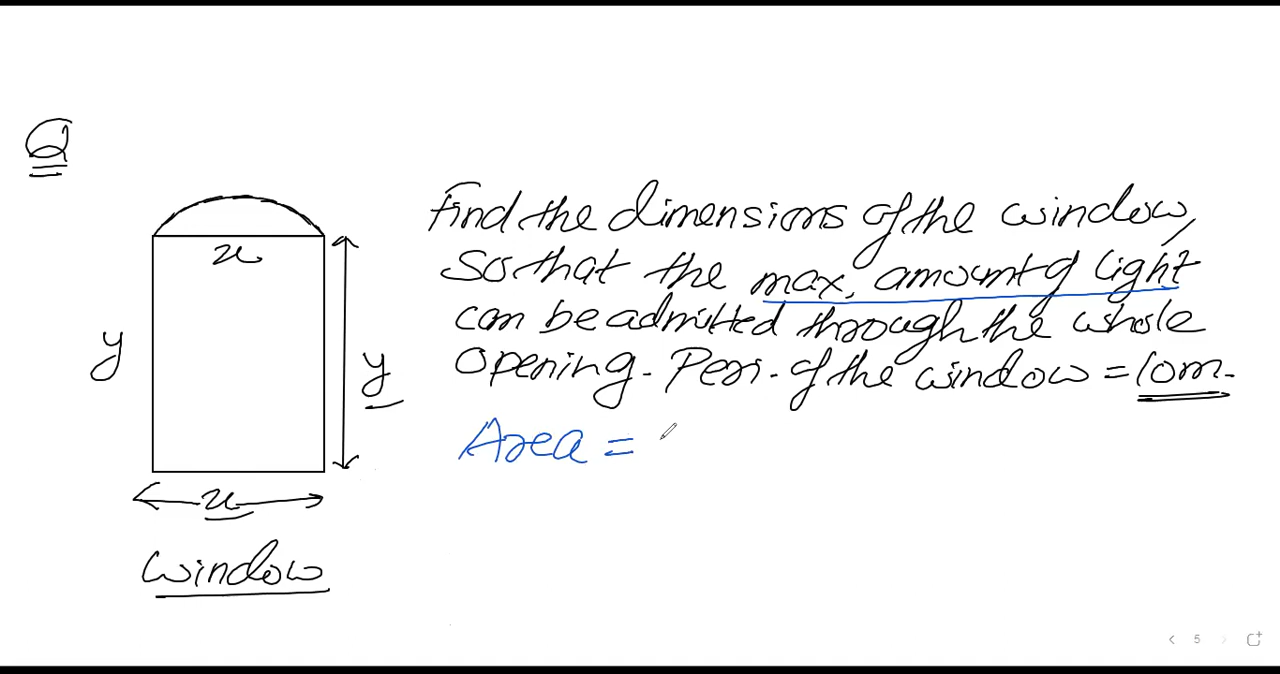 Q
Find the dimensions of the window,
x
so that the max. amount of light
can be admitted through the whole
y
y
opening. Peri. of the window = 10m.
Area =
x
window
5